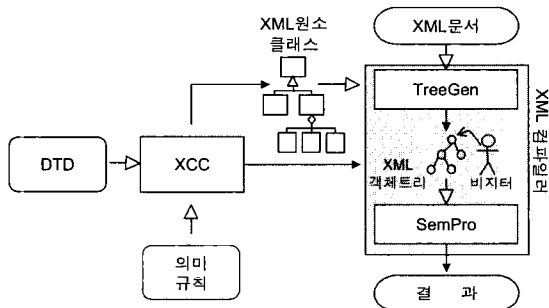 XML원소
클래스
XML문서
TreeGen
DTD
XCC
XML
객체트리
비지터
XML 컴파일러
SemPro
의미
규칙
결 과